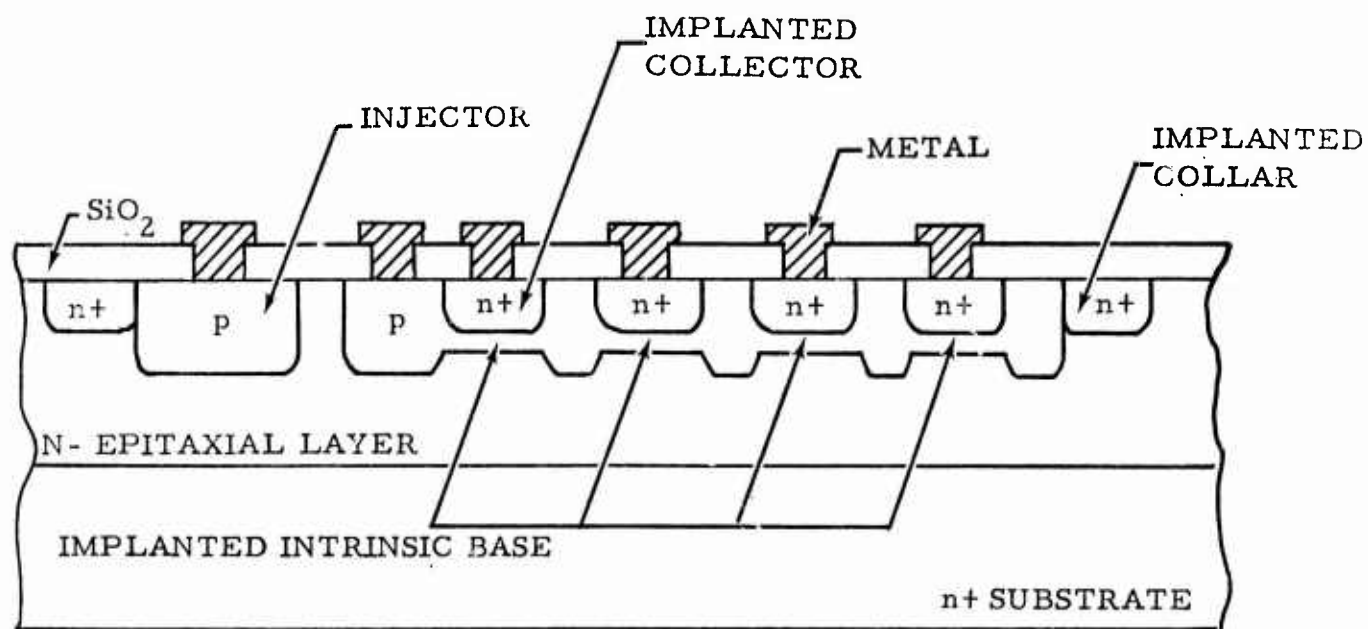 IMPLANTED
COLLECTOR
INJECTOR
METAL
IMPLANTED
COLLAR
SiO2
n+
p
p
n+
n+
n+
n+
n+
N- EPITAXIAL LAYER
IMPLANTED INTRINSIC BASE
n+ SUBSTRATE